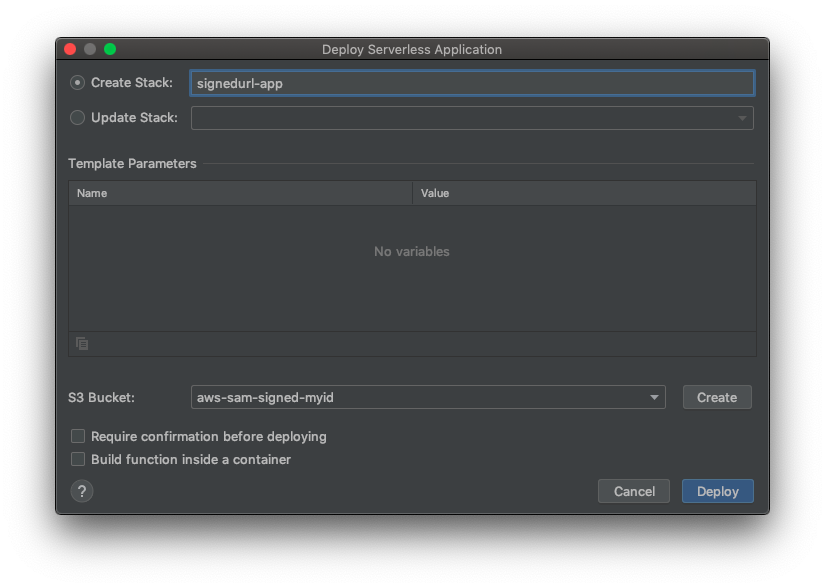 Deploy Serverless Application
Create Stack: signedurl-app
Update Stack:
Template Parameters
Name Value
No variables
S3 Bucket: aws-sam-signed-myid Create
Require confirmation before deploying
Build function inside a container
? Cancel Deploy